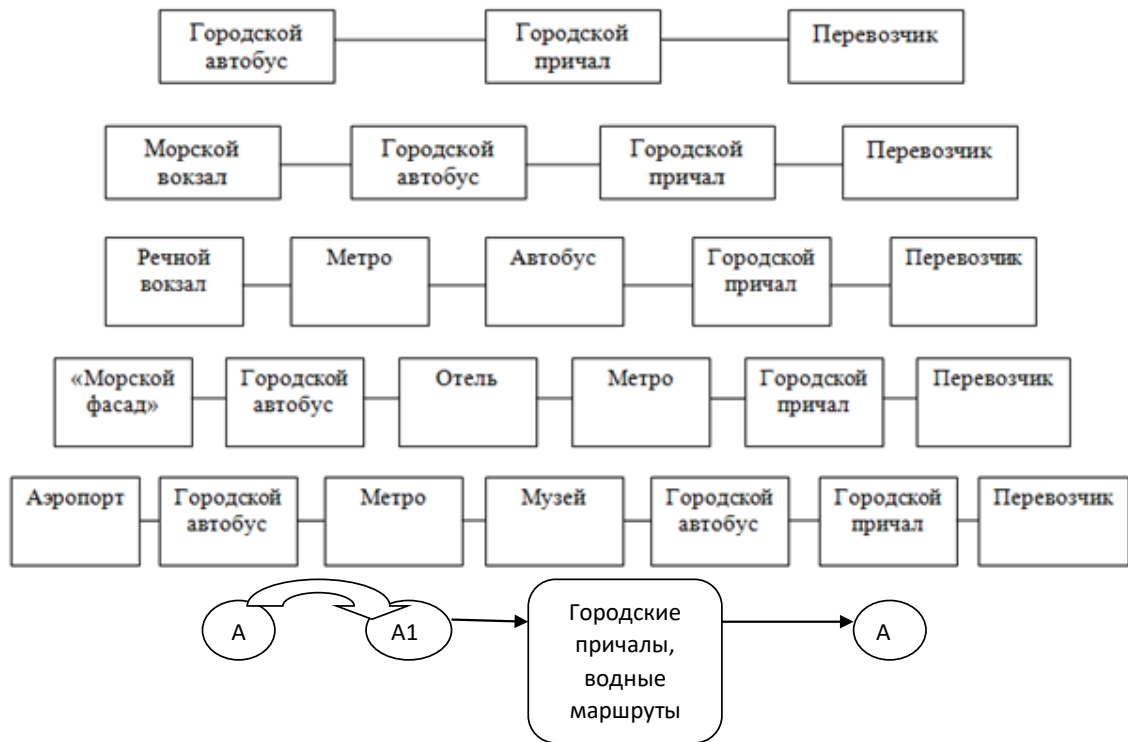 Городской
автобус
Городской
причал
Перевозчик
Морской
вокзал
Городской
автобус
Городской
причал
Перевозчик
Речной
вокзал
Метро
Автобус
Городской
причал
Перевозчик
«Морской
фасад»
Городской
автобус
Отель
Метро
Городской
причал
Перевозчик
Аэропорт
Городской
автобус
Метро
Музей
Городской
автобус
Городской
причал
Перевозчик
А
А1
Городские
причалы,
водные
маршруты
А